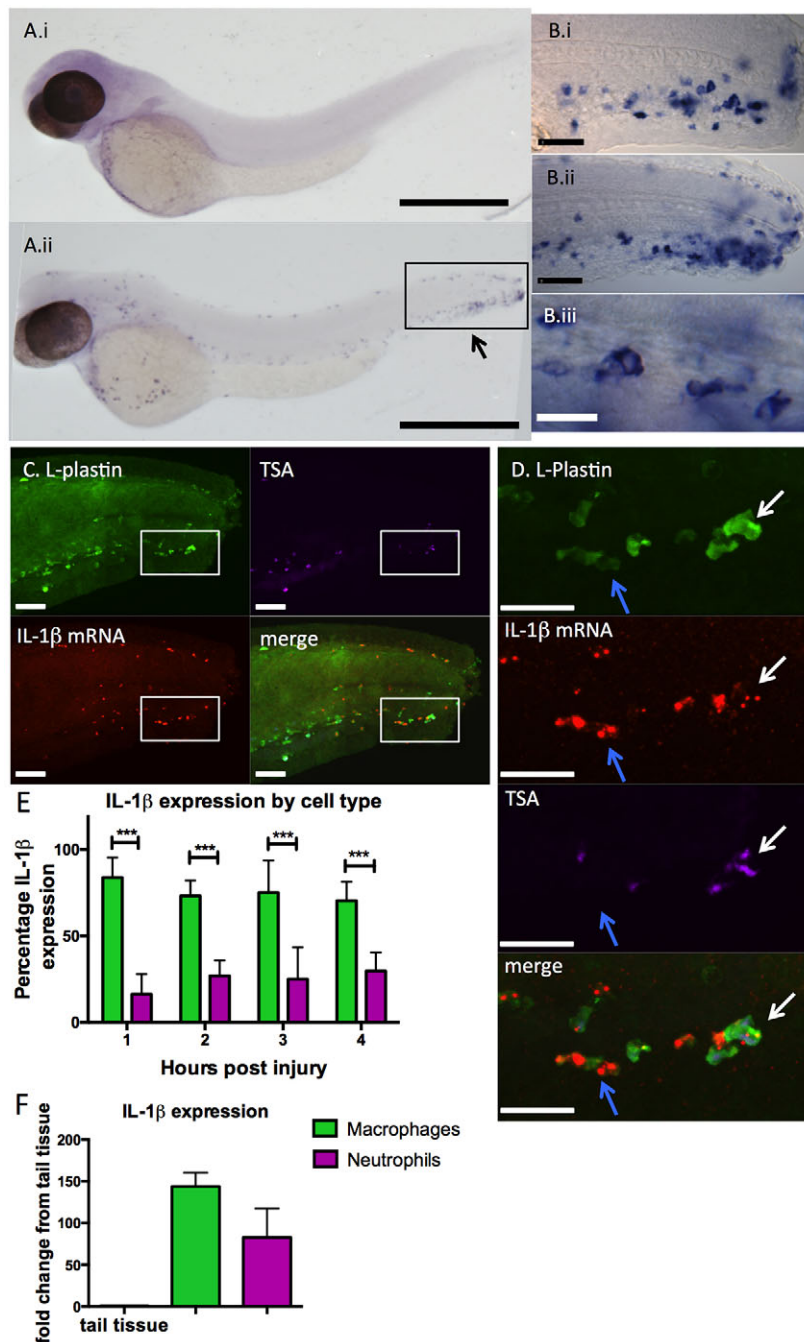 A.i
B.i
A.ii
B.ii
B.iii
C. L-plastin
TSA
D. L-Plastin
IL-1β mRNA
merge
IL-1β mRNA
TSA
merge
E
IL-1β expression by cell type
Percentage IL-1β
expression
100
50
0
***
***
***
***
1
2
3
4
Hours post injury
F
IL-1β expression
fold change from tail tissue
200
150
100
50
0
tail tissue
Macrophages
Neutrophils